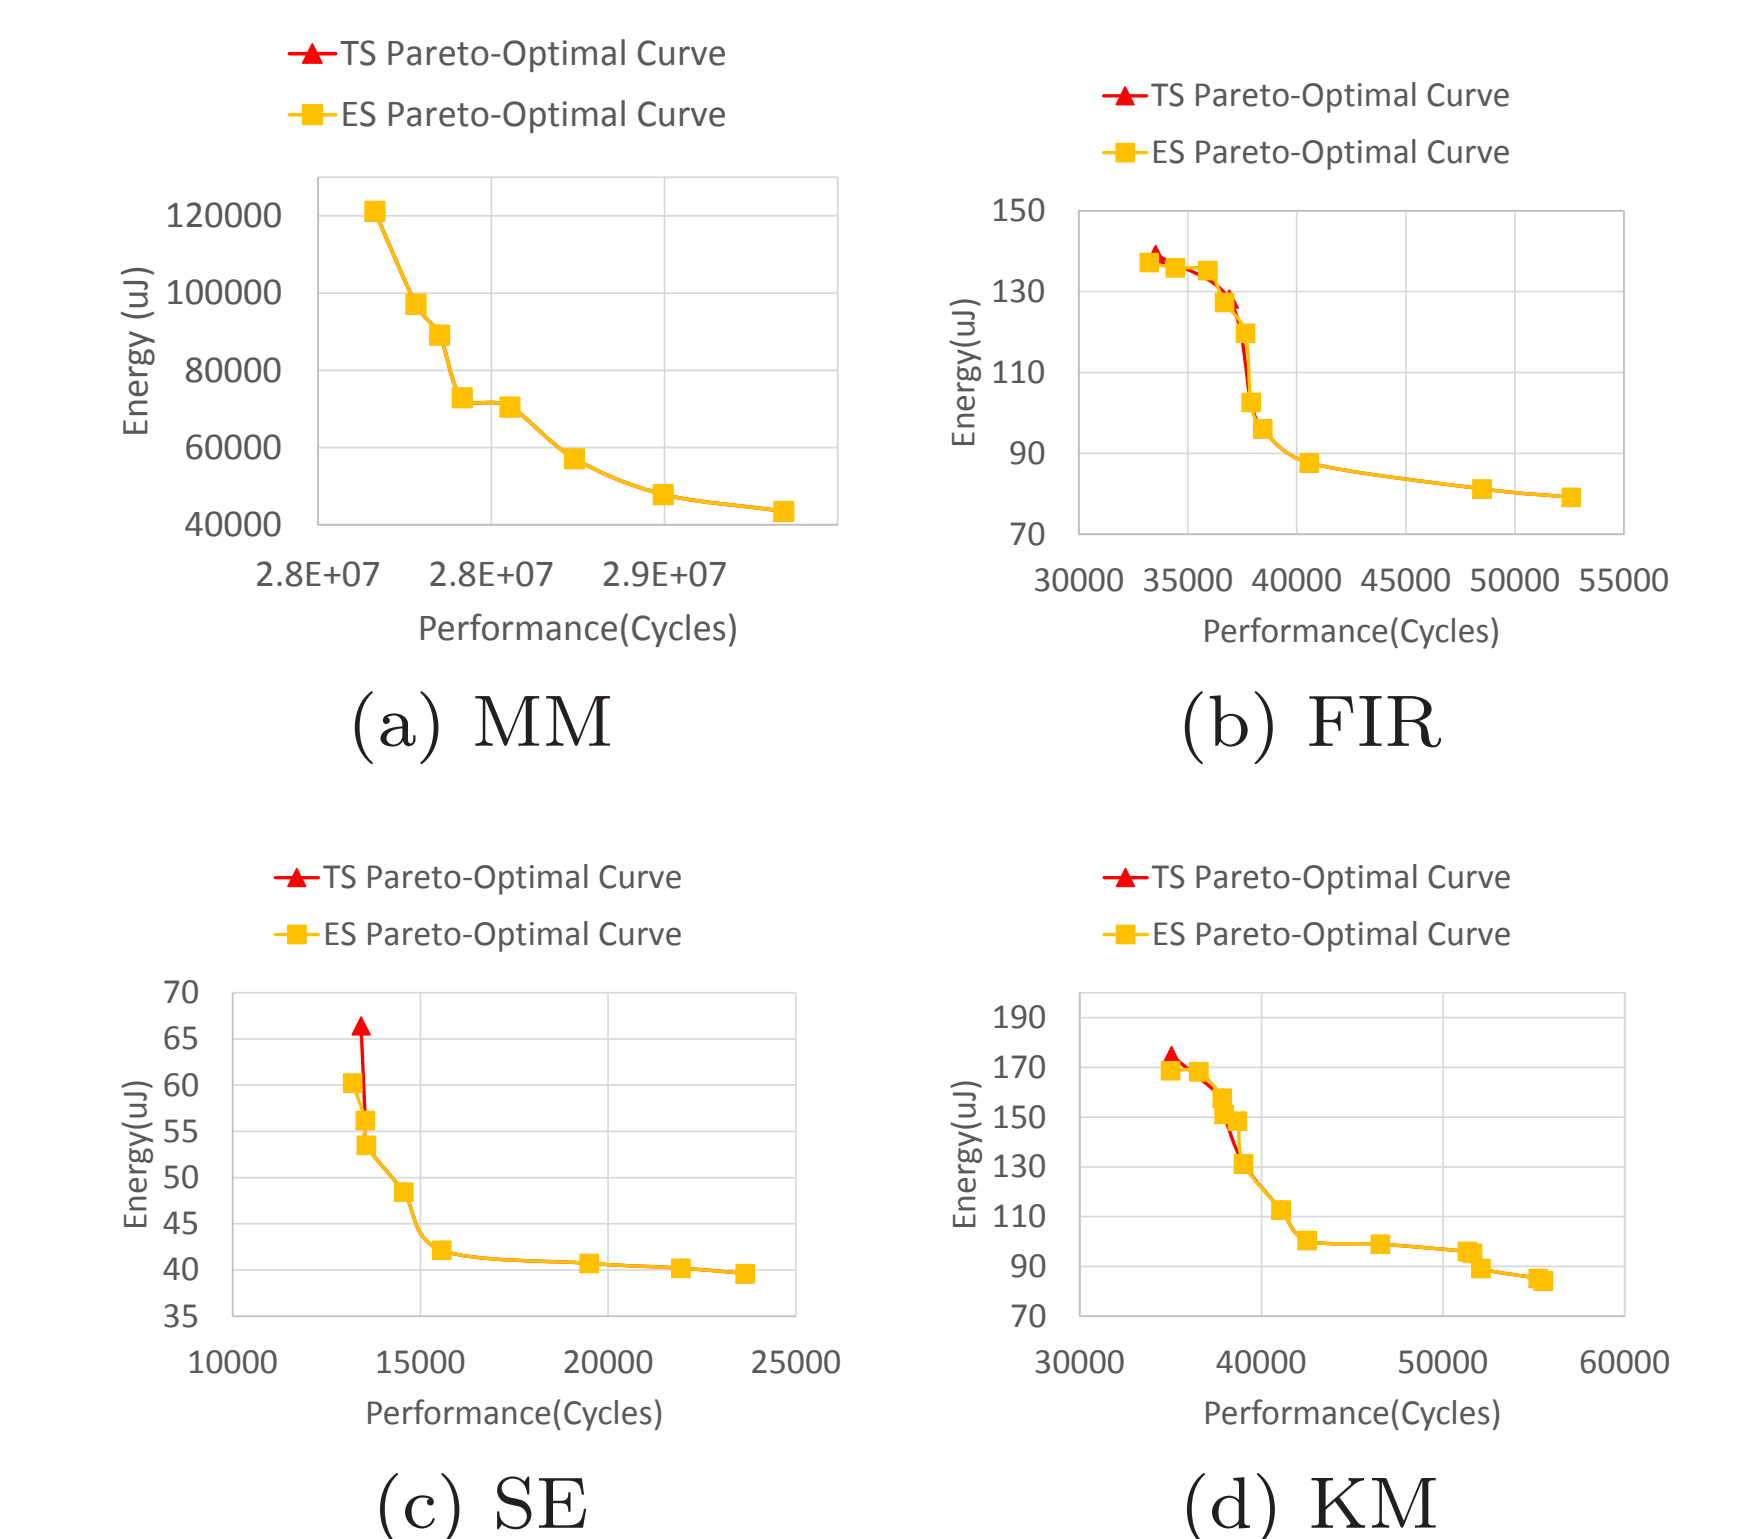 TS Pareto-Optimal Curve
ES Pareto-Optimal Curve
120000
100000
80000
60000
40000
Energy (uJ)
2.8E+07 2.8E+07 2.9E+07
Performance(Cycles)
(a) MM
TS Pareto-Optimal Curve
ES Pareto-Optimal Curve
150
130
110
90
70
Energy(uJ)
30000 35000 40000 45000 50000 55000
Performance(Cycles)
(b) FIR
TS Pareto-Optimal Curve
ES Pareto-Optimal Curve
70
65
60
55
50
45
40
35
Energy(uJ)
10000 15000 20000 25000
Performance(Cycles)
(c) SE
TS Pareto-Optimal Curve
ES Pareto-Optimal Curve
190
170
150
130
110
90
70
Energy(uJ)
30000 40000 50000 60000
Performance(Cycles)
(d) KM